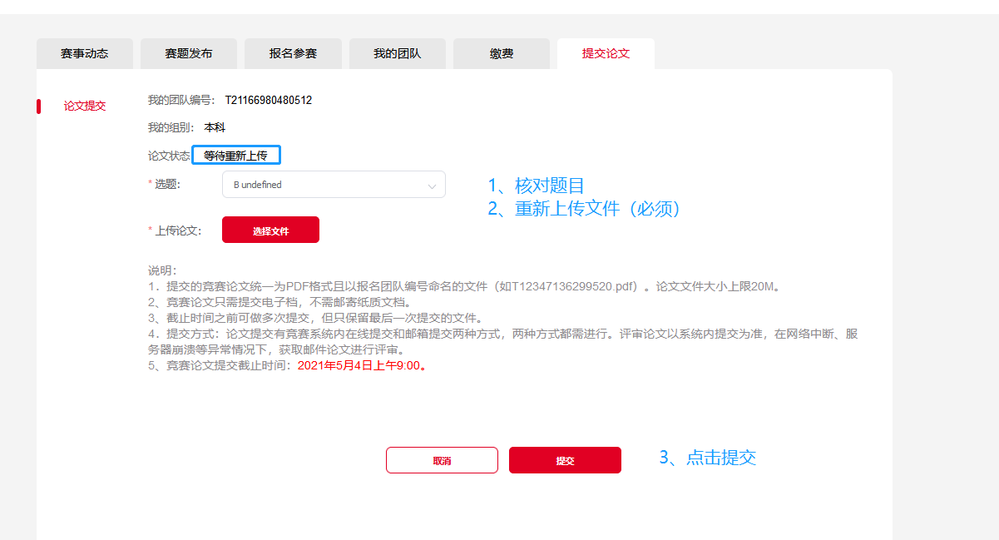 赛事动态 赛题发布 报名参赛 我的团队 缴费 提交论文
论文提交
我的团队编号： T21166980480512
我的组别： 本科
论文状态 等待重新上传
* 选题： B undefined
1、核对题目
2、重新上传文件（必须）
* 上传论文： 选择文件
说明：
1．提交的竞赛论文统一为PDF格式且以报名团队编号命名的文件（如T12347136299520.pdf）。论文文件大小上限20M。
2、竞赛论文只需提交电子档，不需邮寄纸质文档。
3、截止时间之前可做多次提交，但只保留最后一次提交的文件。
4．提交方式：论文提交有竞赛系统内在线提交和邮箱提交两种方式，两种方式都需进行。评审论文以系统内提交为准，在网络中断、服
务器崩溃等异常情况下，获取邮件论文进行评审。
5、竞赛论文提交截止时间：2021年5月4日上午9:00。
取消 提交 3、点击提交